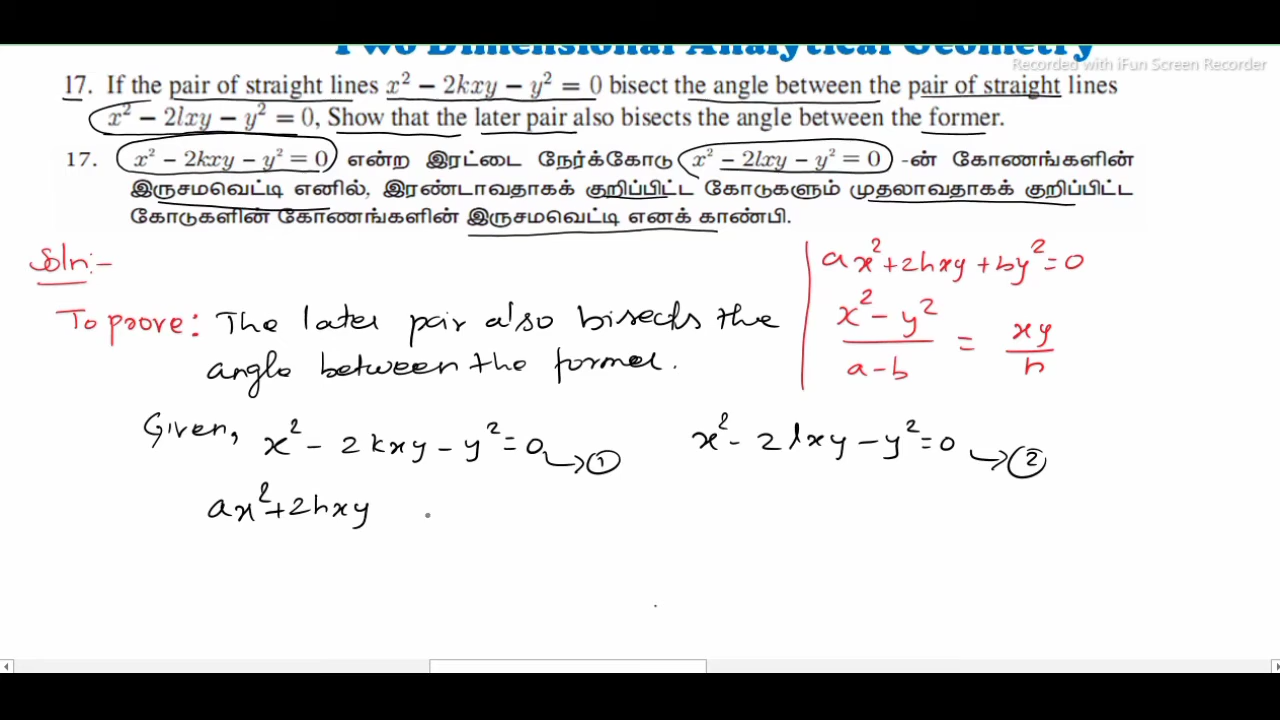 Two Dimensional Analytical Geometry
Recorded with iFun Screen Recorder
17. If the pair of straight lines x² − 2kxy − y² = 0 bisect the angle between the pair of straight lines
x² − 2lxy − y² = 0, Show that the later pair also bisects the angle between the former.
17. x² − 2kxy − y² = 0 என்ற இரட்டை நேர்க்கோடு x² − 2lxy − y² = 0 -ன் கோணங்களின்
இருசமவெட்டி எனில், இரண்டாவதாகக் குறிப்பிட்ட கோடுகளும் முதலாவதாகக் குறிப்பிட்ட
கோடுகளின் கோணங்களின் இருசமவெட்டி எனக் காண்பி.
Soln:-
ax² + 2hxy + by² = 0
x² − y² / a − b = xy / h
To prove: The later pair also bisects the
angle between the former.
Given, x² − 2kxy − y² = 0 → ①
x² − 2lxy − y² = 0 → ②
ax² + 2hxy